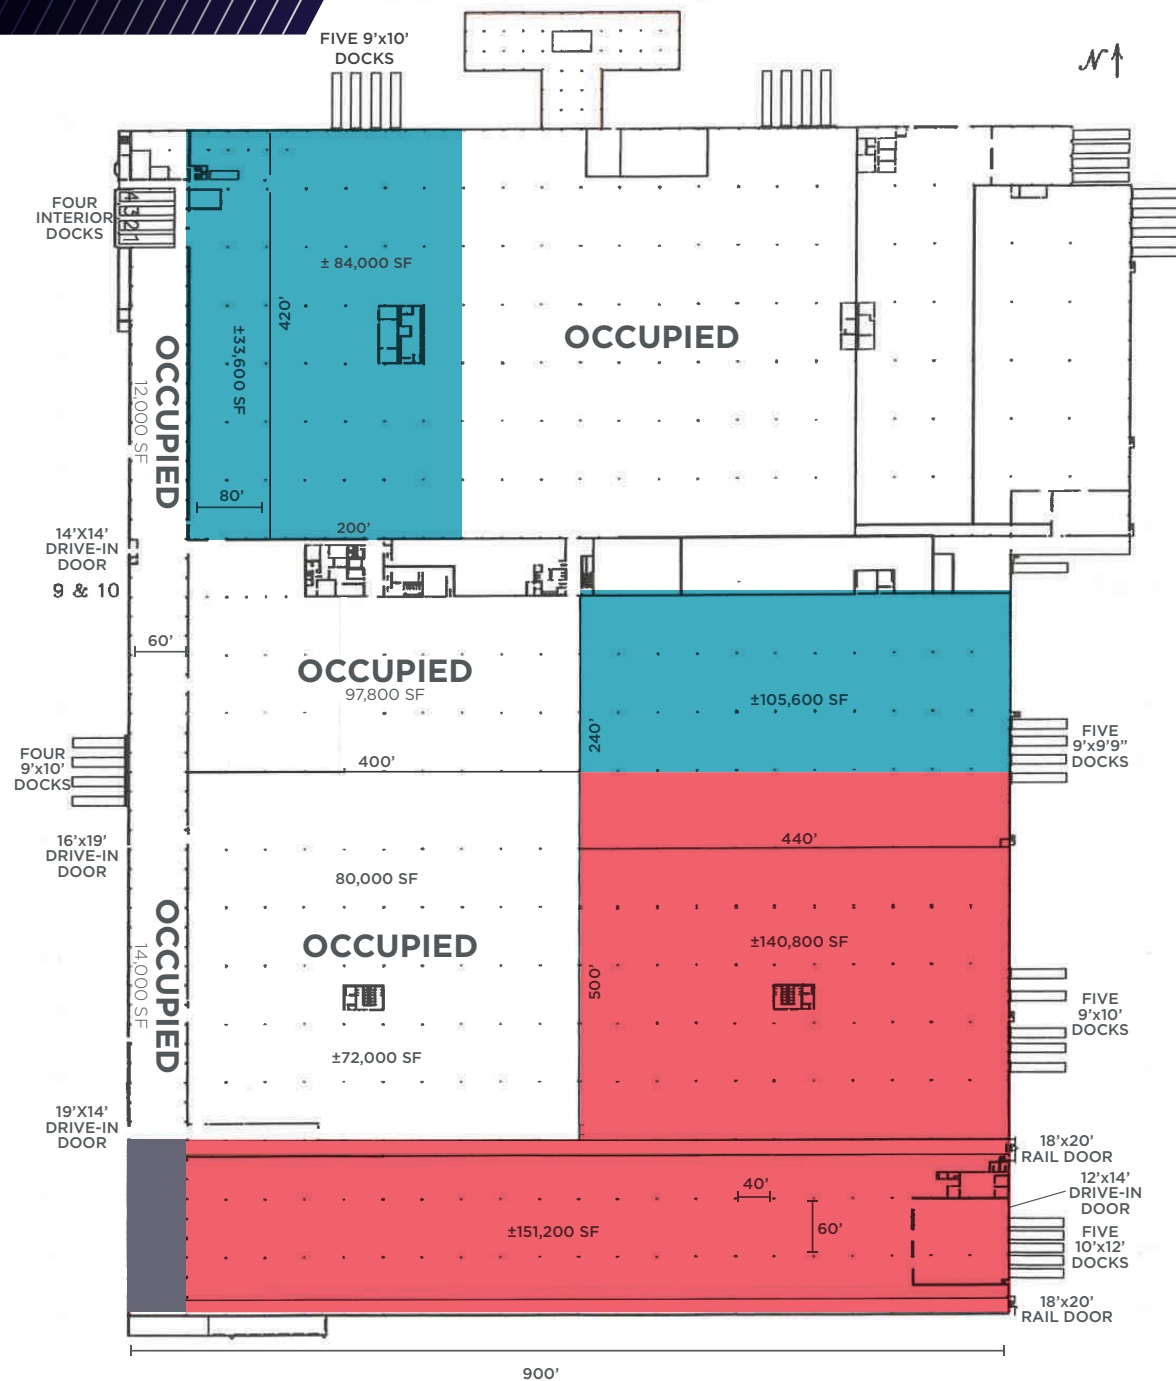 FIVE 9'x10'
DOCKS
N
FOUR
INTERIOR
DOCKS
4
3
2
1
± 84,000 SF
420'
±33,600 SF
OCCUPIED
12,000 SF
OCCUPIED
80'
200'
14'X14'
DRIVE-IN
DOOR
9 & 10
60'
OCCUPIED
97,800 SF
±105,600 SF
240'
FIVE
9'x9'9"
DOCKS
400'
FOUR
9'x10'
DOCKS
16'x19'
DRIVE-IN
DOOR
440'
80,000 SF
OCCUPIED
14,000 SF
OCCUPIED
±140,800 SF
500'
FIVE
9'x10'
DOCKS
±72,000 SF
19'X14'
DRIVE-IN
DOOR
18'x20'
RAIL DOOR
12'x14'
DRIVE-IN
DOOR
40'
60'
±151,200 SF
FIVE
10'x12'
DOCKS
18'x20'
RAIL DOOR
900'